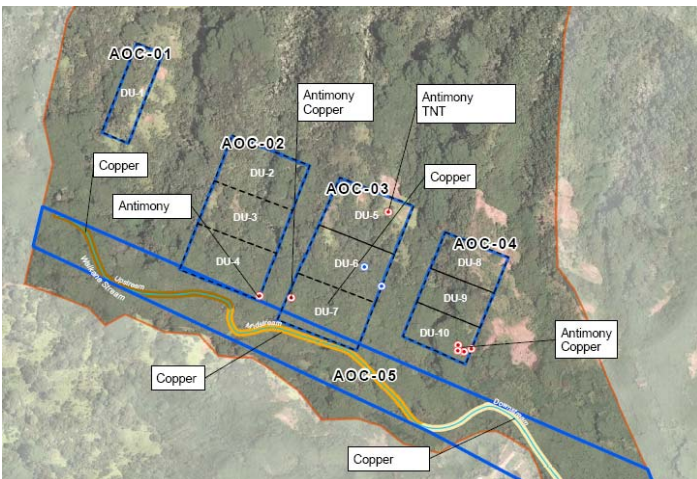 AOC-01
DU-1
Antimony
Copper
Antimony
TNT
AOC-02
Copper
DU-2
Copper
AOC-03
Antimony
DU-3
DU-5
AOC-04
DU-4
DU-6
DU-8
Waikane Stream
Upstream
DU-9
DU-7
DU-10
Midstream
Antimony
Copper
Copper
AOC-05
Downstream
Copper